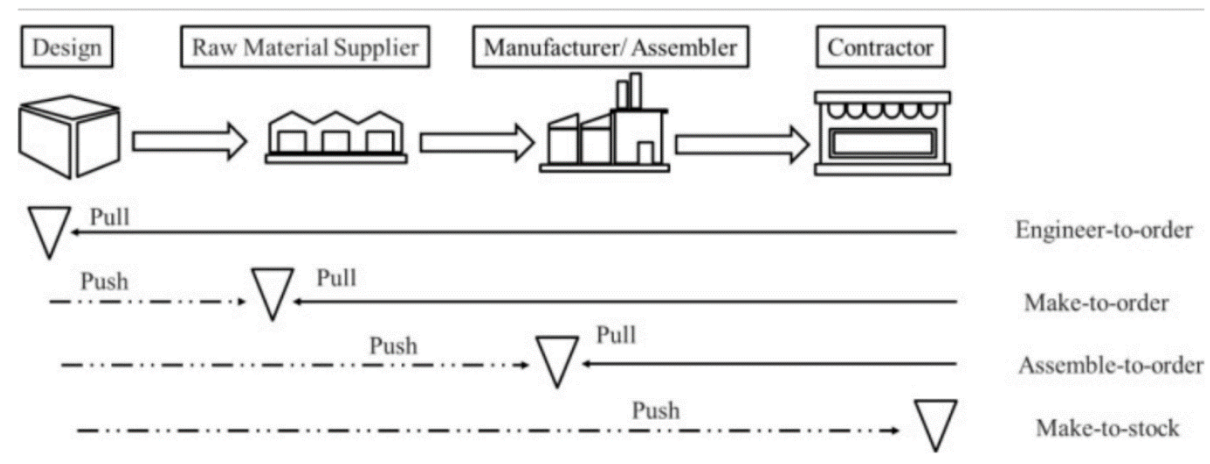 Design
Raw Material Supplier
Manufacturer/ Assembler
Contractor
Pull
Engineer-to-order
Push
Pull
Make-to-order
Push
Pull
Assemble-to-order
Push
Make-to-stock